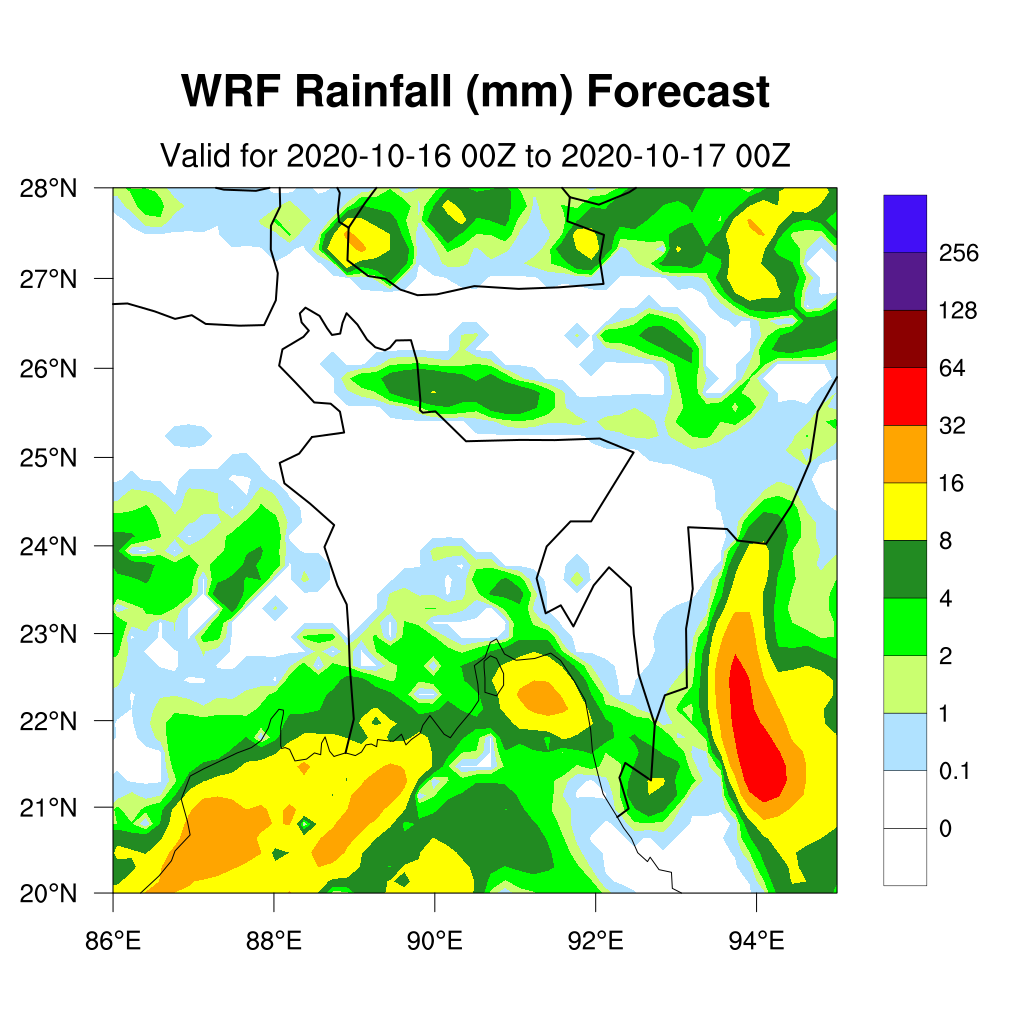 WRF Rainfall (mm) Forecast
Valid for 2020-10-16 00Z to 2020-10-17 00Z
28°N
27°N
26°N
25°N
24°N
23°N
22°N
21°N
20°N
86°E 88°E 90°E 92°E 94°E
256
128
64
32
16
8
4
2
1
0.1
0